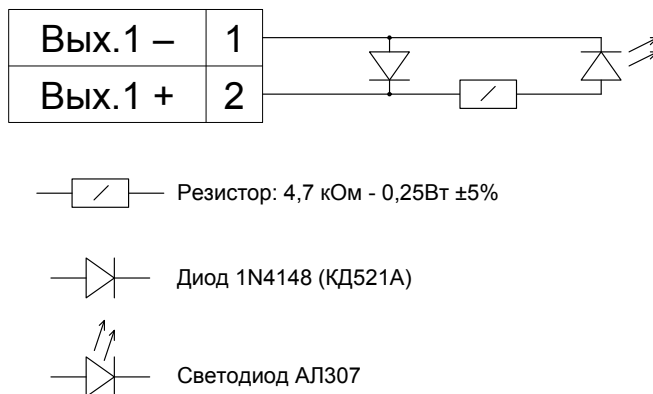 Вых.1 – 1
Вых.1 + 2
Резистор: 4,7 кОм - 0,25Вт ±5%
Диод 1N4148 (КД521А)
Светодиод АЛ307